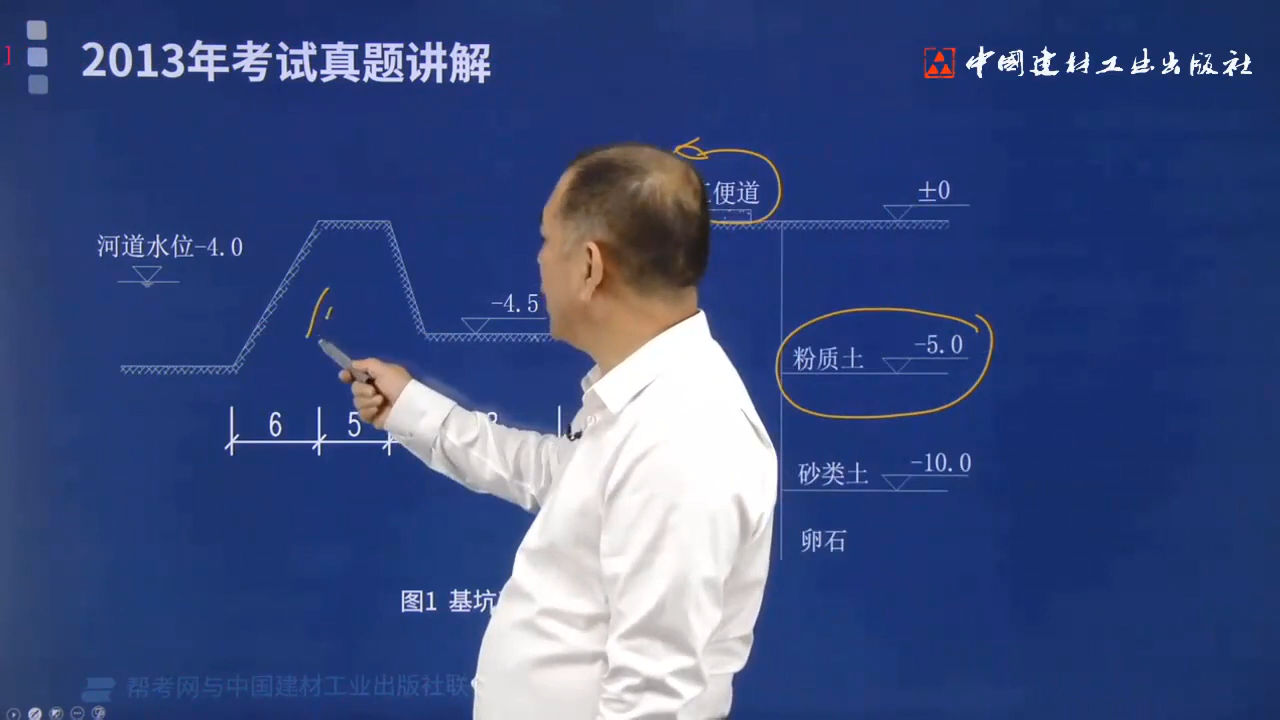 2013年考试真题讲解
中國建材工业出版社
便道
±0
河道水位-4.0
-4.5
-5.0
粉质土
6
5
-10.0
砂类土
卵石
图1 基坑
帮考网与中国建材工业出版社联